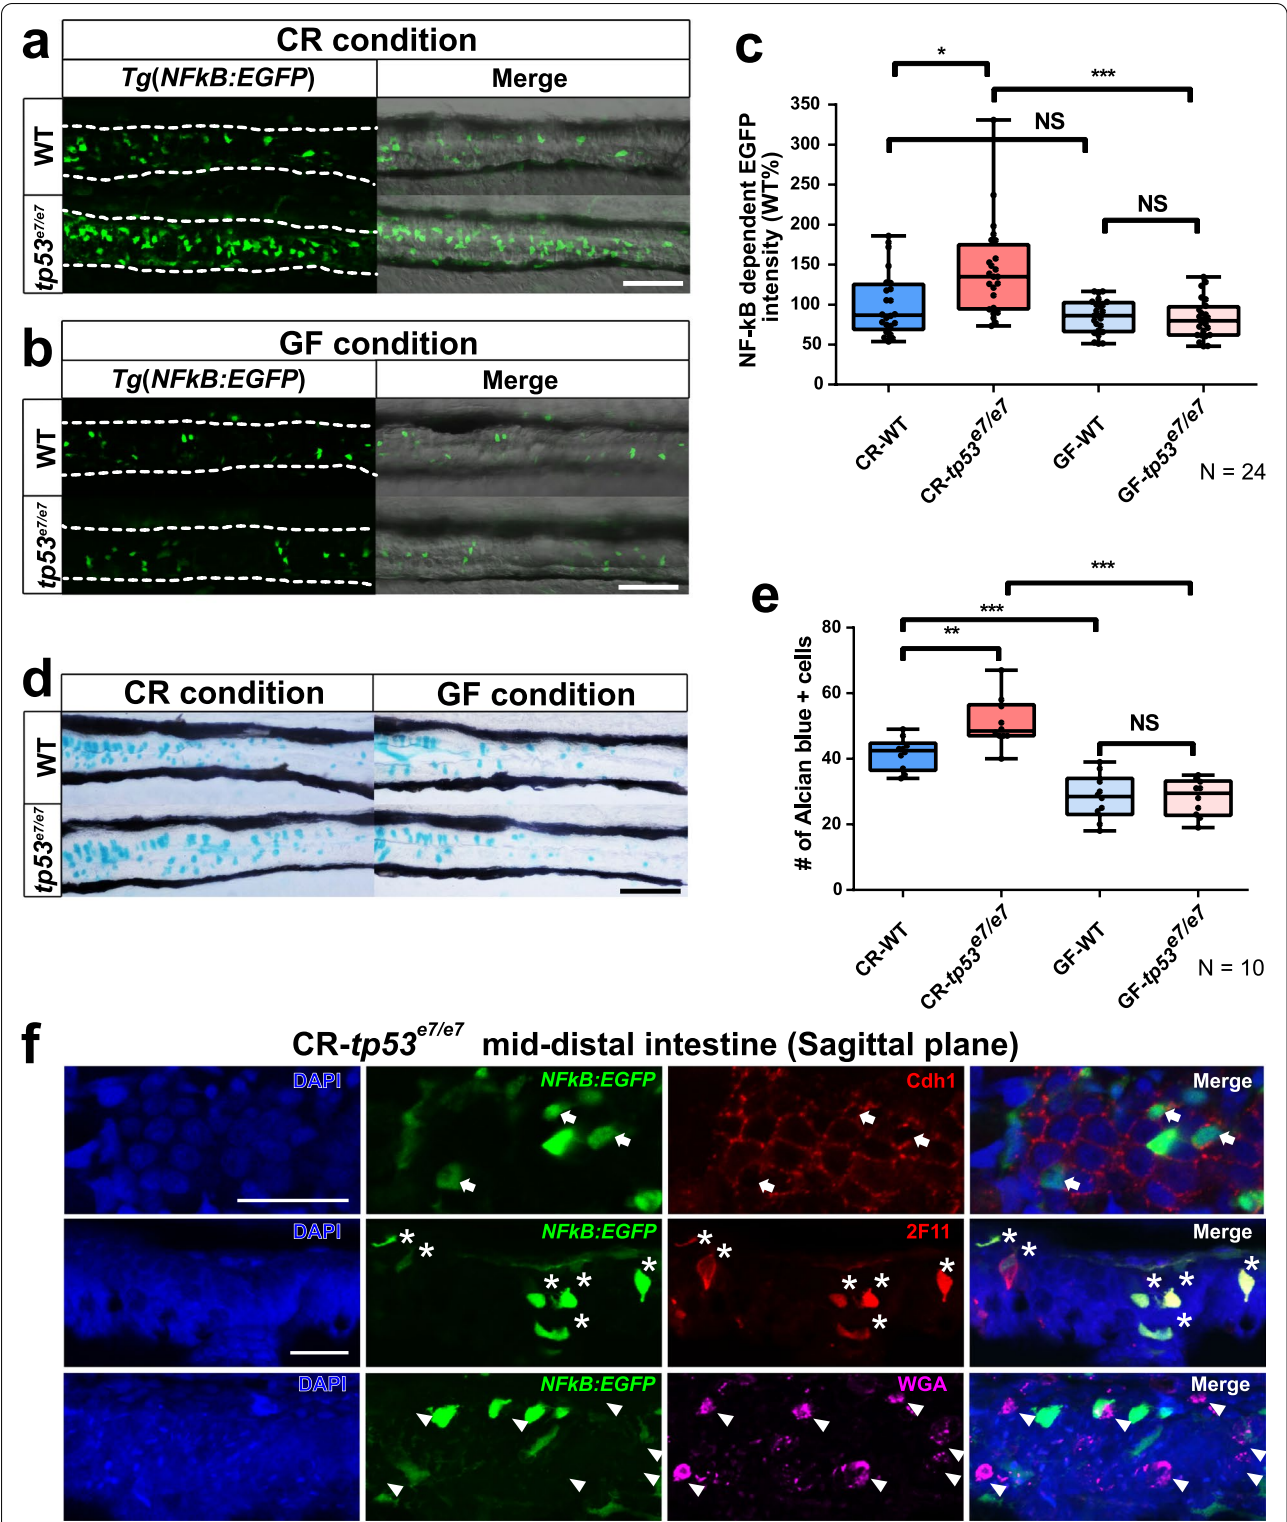 a
CR condition
Tg(NFkB:EGFP) Merge
WT
tp53e7/e7
b
GF condition
Tg(NFkB:EGFP) Merge
WT
tp53e7/e7
c
* *** NS NS
NF-kB dependent EGFP
intensity (WT%)
350
300
250
200
150
100
50
0
CR-WT CR-tp53e7/e7 GF-WT GF-tp53e7/e7
N = 24
d
CR condition GF condition
WT
tp53e7/e7
e
*** *** ** NS
# of Alcian blue + cells
80
60
40
20
0
CR-WT CR-tp53e7/e7 GF-WT GF-tp53e7/e7
N = 10
f
CR-tp53e7/e7 mid-distal intestine (Sagittal plane)
DAPI NFkB:EGFP Cdh1 Merge
DAPI NFkB:EGFP 2F11 Merge
* * * * * *
* * * * * *
* * * * * *
DAPI NFkB:EGFP WGA Merge